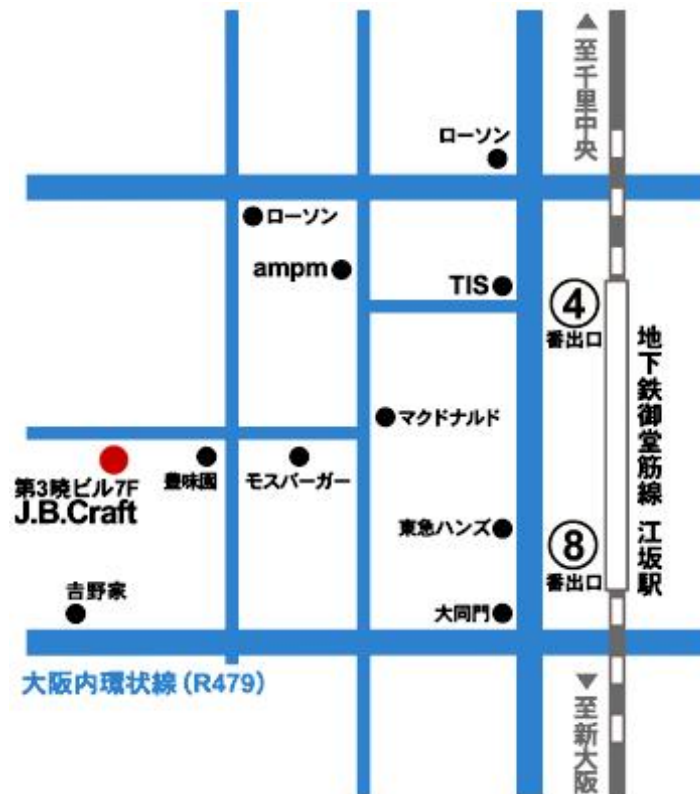 ▲至千里中央
ローソン
ローソン
ampm
TIS
4
番出口
地下鉄御堂筋線 江坂駅
マクドナルド
第3暁ビル7F
J.B.Craft
豊味園
モスバーガー
東急ハンズ
8
番出口
吉野家
大同門
大阪内環状線(R479)
▼至新大阪